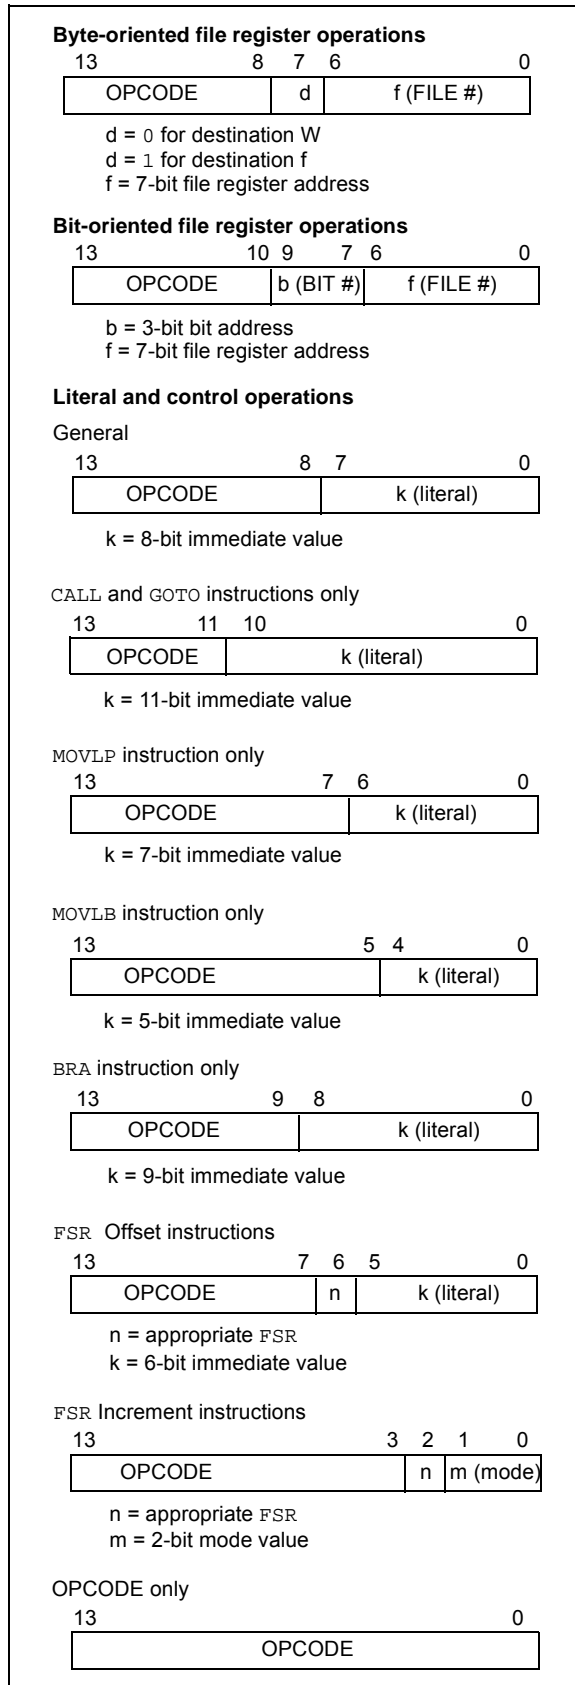 Byte-oriented file register operations
13 8 7 6 0
OPCODE d f (FILE #)
d = 0 for destination W
d = 1 for destination f
f = 7-bit file register address
Bit-oriented file register operations
13 10 9 7 6 0
OPCODE b (BIT #) f (FILE #)
b = 3-bit bit address
f = 7-bit file register address
Literal and control operations
General
13 8 7 0
OPCODE k (literal)
k = 8-bit immediate value
CALL and GOTO instructions only
13 11 10 0
OPCODE k (literal)
k = 11-bit immediate value
MOVLP instruction only
13 7 6 0
OPCODE k (literal)
k = 7-bit immediate value
MOVLB instruction only
13 5 4 0
OPCODE k (literal)
k = 5-bit immediate value
BRA instruction only
13 9 8 0
OPCODE k (literal)
k = 9-bit immediate value
FSR Offset instructions
13 7 6 5 0
OPCODE n k (literal)
n = appropriate FSR
k = 6-bit immediate value
FSR Increment instructions
13 3 2 1 0
OPCODE n m (mode)
n = appropriate FSR
m = 2-bit mode value
OPCODE only
13 0
OPCODE